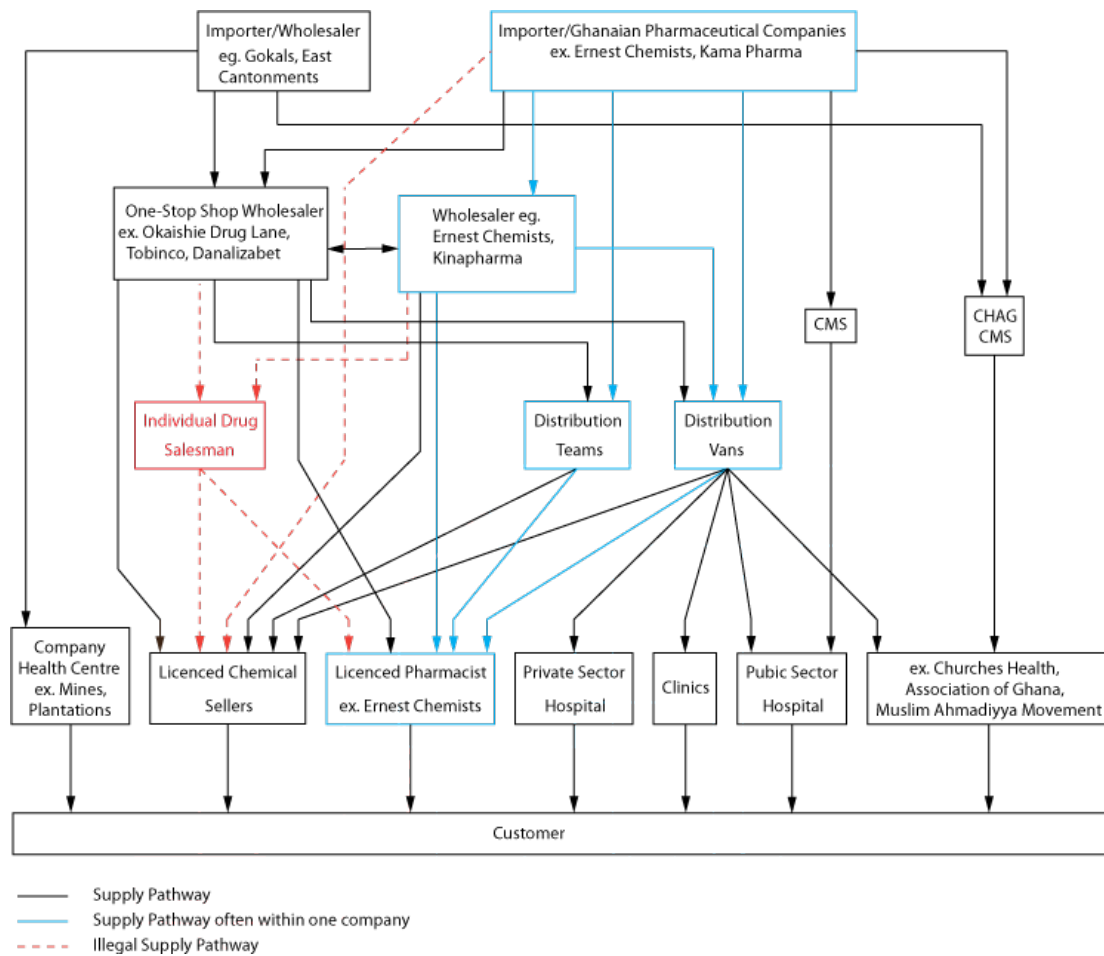 Importer/Wholesaler
eg. Gokals, East
Cantonments
Importer/Ghanaian Pharmaceutical Companies
ex. Ernest Chemists, Kama Pharma
One-Stop Shop Wholesaler
ex. Okaishie Drug Lane,
Tobinco, Danalizabet
Wholesaler eg.
Ernest Chemists,
Kinapharma
CMS
CHAG
CMS
Individual Drug
Salesman
Distribution
Teams
Distribution
Vans
Company
Health Centre
ex. Mines,
Plantations
Licenced Chemical
Sellers
Licenced Pharmacist
ex. Ernest Chemists
Private Sector
Hospital
Clinics
Pubic Sector
Hospital
ex. Churches Health,
Association of Ghana,
Muslim Ahmadiyya Movement
Customer
Supply Pathway
Supply Pathway often within one company
Illegal Supply Pathway